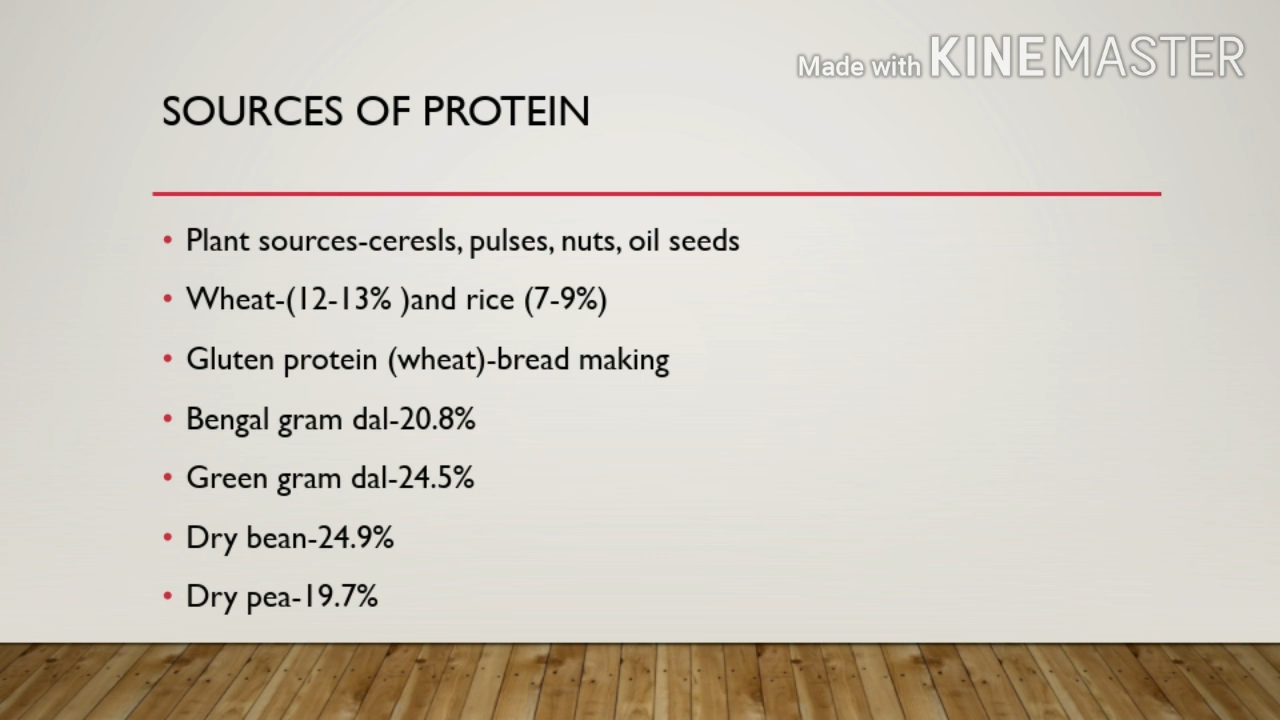 Made with KINEMASTER
SOURCES OF PROTEIN
• Plant sources-ceresls, pulses, nuts, oil seeds
• Wheat-(12-13% )and rice (7-9%)
• Gluten protein (wheat)-bread making
• Bengal gram dal-20.8%
• Green gram dal-24.5%
• Dry bean-24.9%
• Dry pea-19.7%